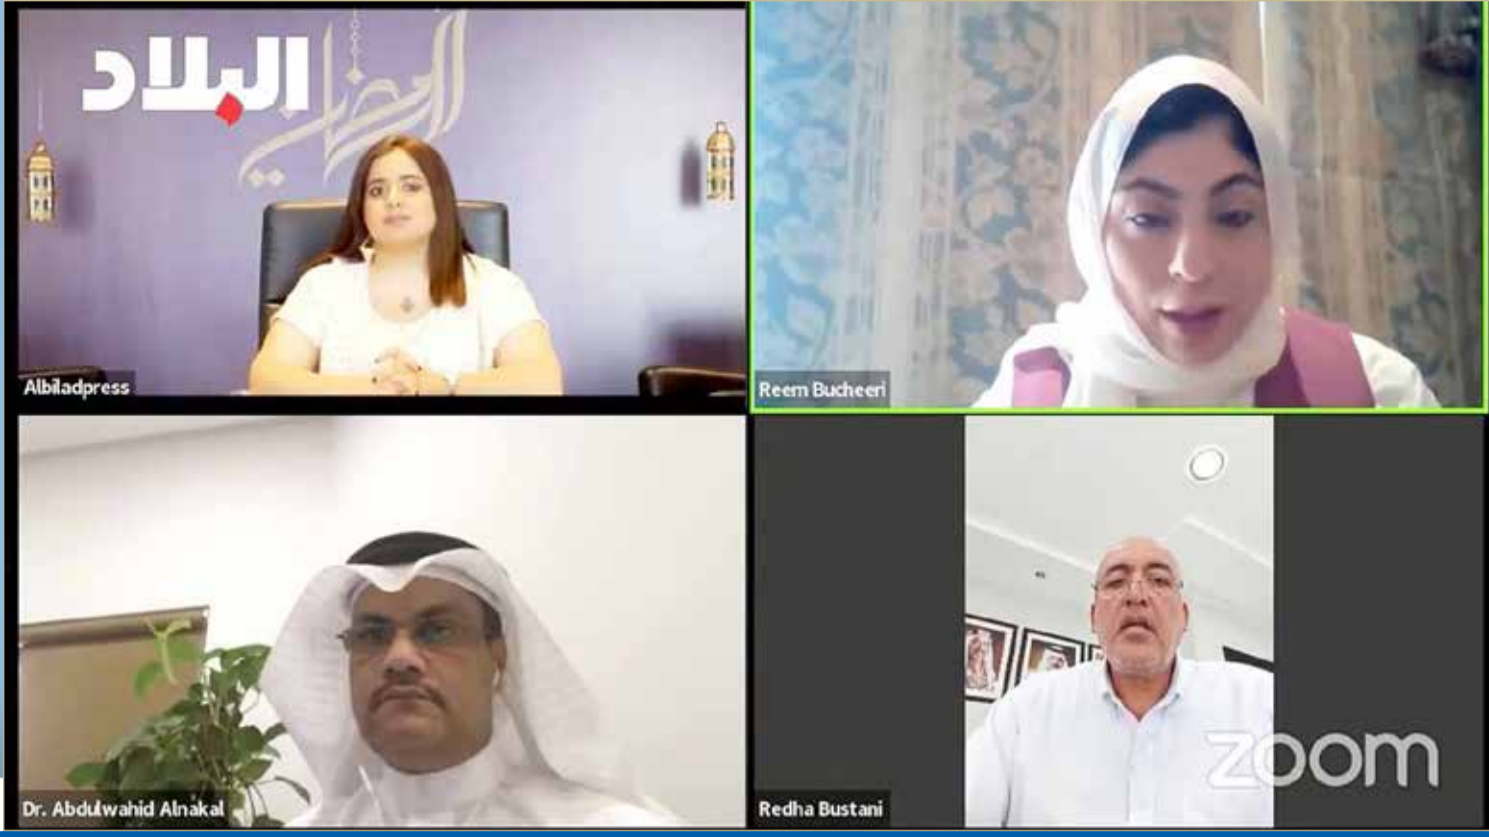 البلاد
Albiladpress
Reem Bucheeri
Dr. Abdulwahid Alnakal
Redha Bustani
zoom